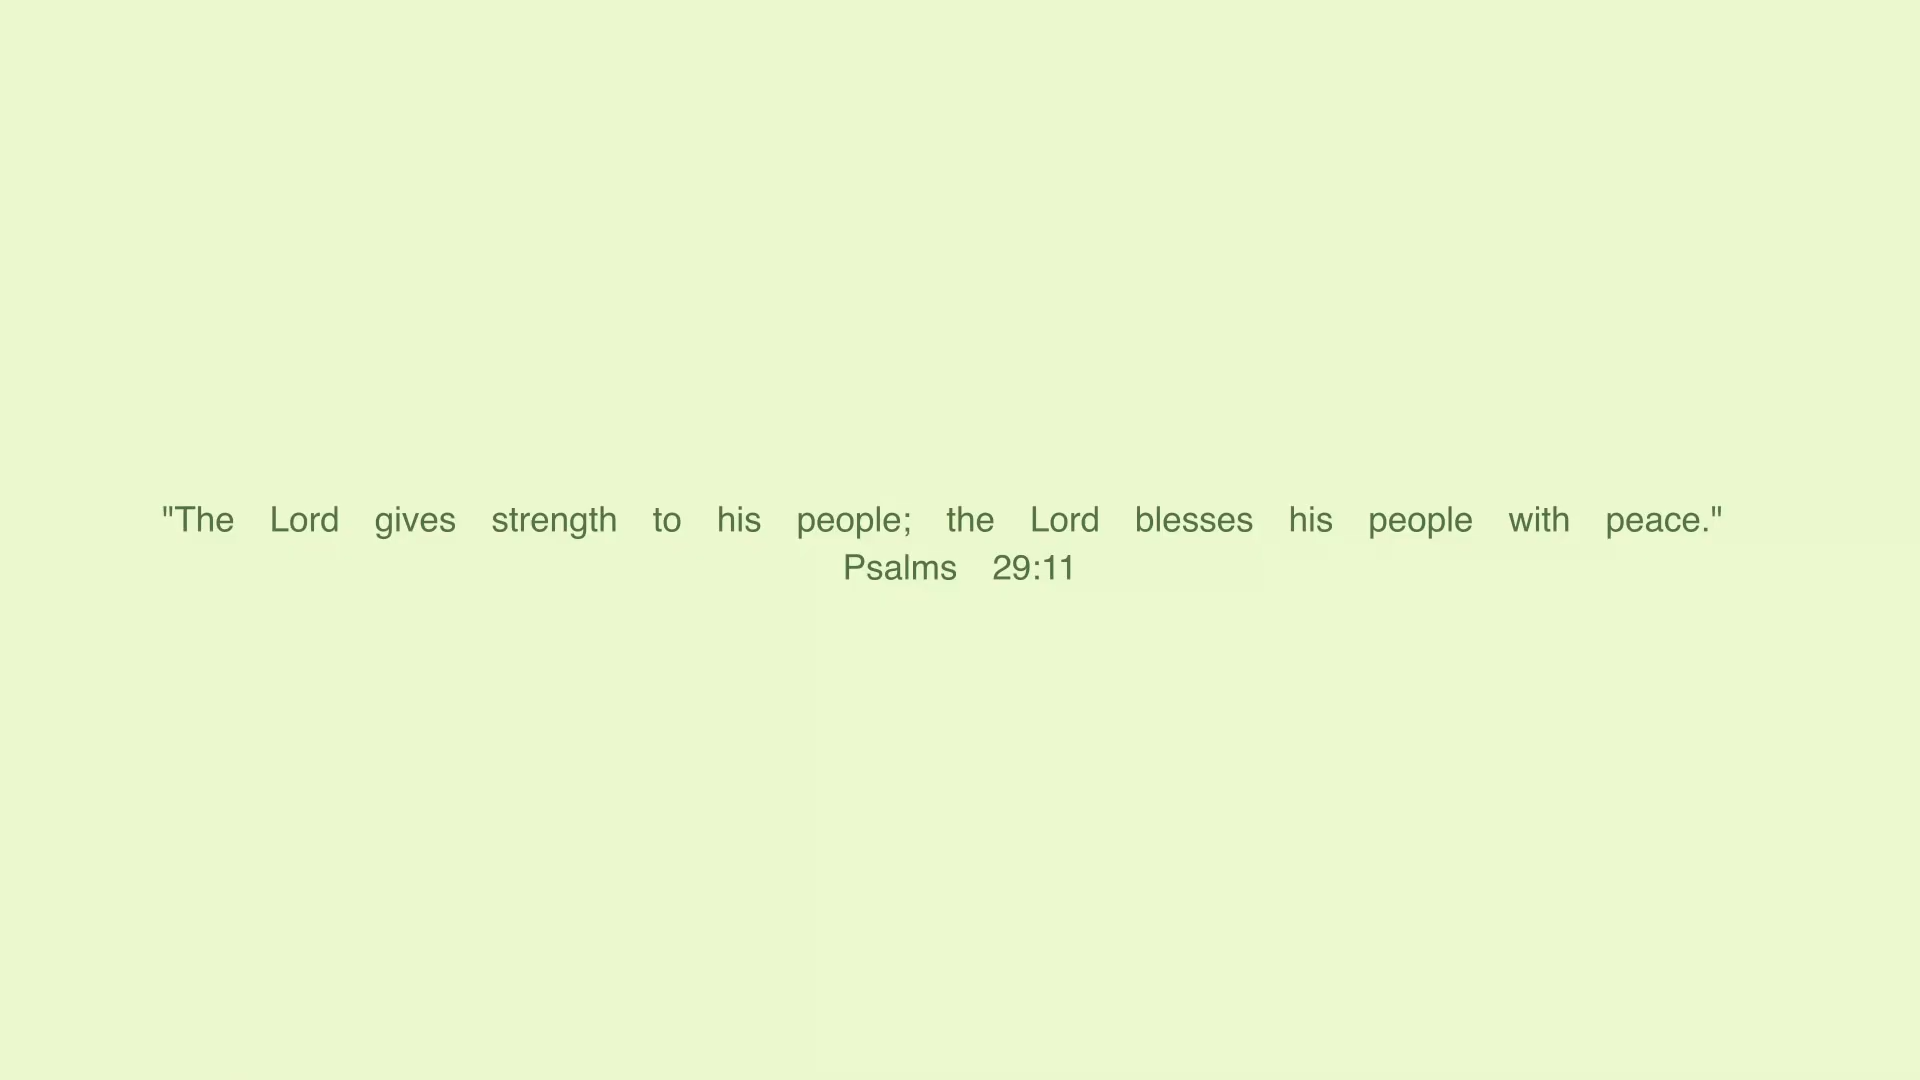 "The Lord gives strength to his people; the Lord blesses his people with peace."
Psalms 29:11